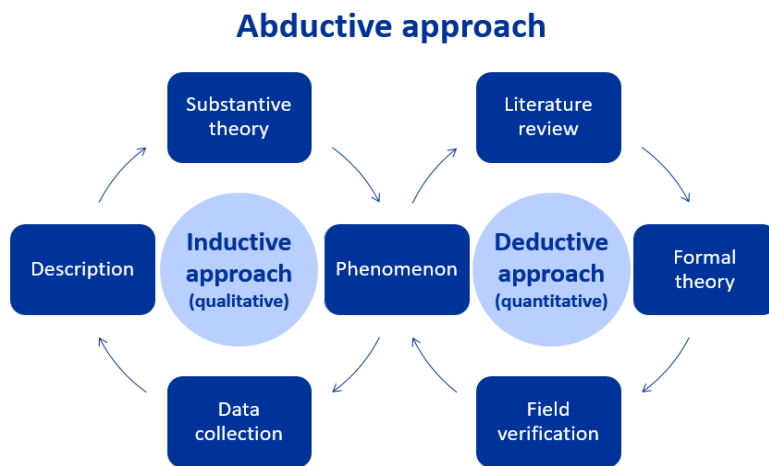 Abductive approach
Substantive
theory
Literature
review
Description
Inductive
approach
(qualitative)
Phenomenon
Deductive
approach
(quantitative)
Formal
theory
Data
collection
Field
verification